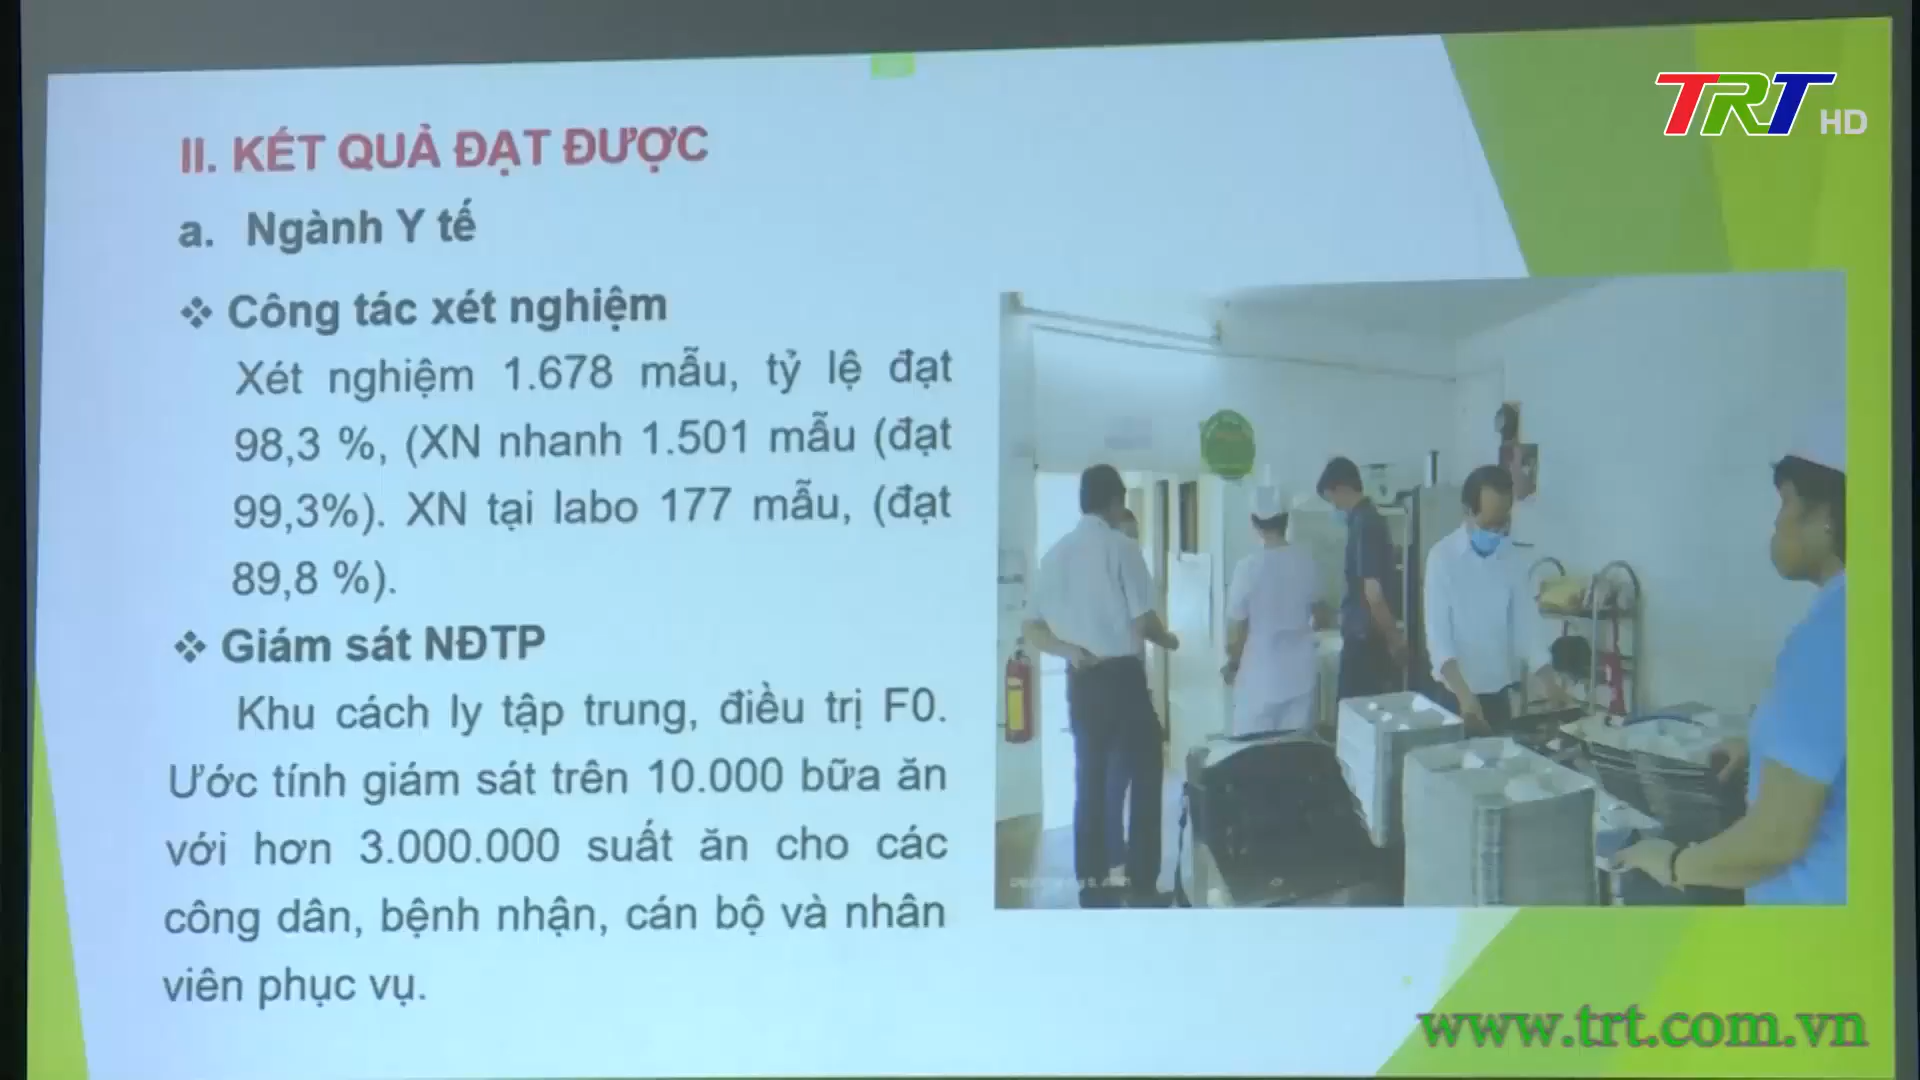 TRT HD
II. KẾT QUẢ ĐẠT ĐƯỢC
a. Ngành Y tế
❖ Công tác xét nghiệm
Xét nghiệm 1.678 mẫu, tỷ lệ đạt
98,3 %, (XN nhanh 1.501 mẫu (đạt
99,3%). XN tại labo 177 mẫu, (đạt
89,8 %).
❖ Giám sát NĐTP
Khu cách ly tập trung, điều trị F0.
Ước tính giám sát trên 10.000 bữa ăn
với hơn 3.000.000 suất ăn cho các
công dân, bệnh nhận, cán bộ và nhân
viên phục vụ.
www.trt.com.vn